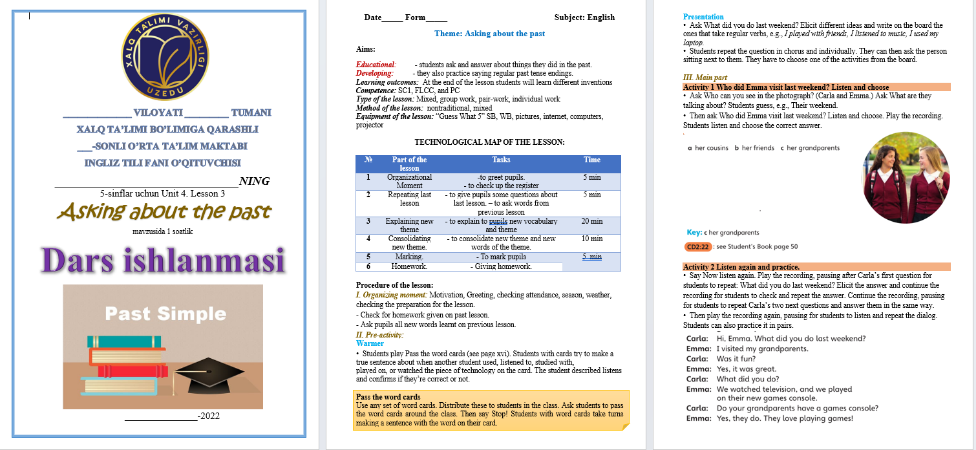 XALQ TALIMI VAZIRLIGI
UZEDU
____________ VILOYATI ________ TUMANI
XALQ TA'LIMI BO'LIMIGA QARASHLI
___-SONLI O'RTA TA'LIM MAKTABI
INGLIZ TILI FANI O'QITUVCHISI
______________________________NING
5-sinflar uchun Unit 4. Lesson 3
Asking about the past
mavzusida 1 soatlik
Dars ishlanmasi
Past Simple
________________-2022
Date_____ Form_____ Subject: English
Theme: Asking about the past
Aims:
Educational: - students ask and answer about things they did in the past.
Developing: - they also practice saying regular past tense endings.
Learning outcomes: At the end of the lesson students will learn different inventions
Competence: SC1, FLCC, and PC
Type of the lesson: Mixed, group work, pair-work, individual work
Method of the lesson: nontraditional, mixed
Equipment of the lesson: "Guess What 5" SB, WB, pictures, internet, computers,
projector
TECHNOLOGICAL MAP OF THE LESSON:
№ Part of the lesson Tasks Time
1 Organizational Moment -to greet pupils. - to check up the register 5 min
2 Repeating last lesson - to give pupils some questions about last lesson. – to ask words from previous lesson 5 min
3 Explaining new theme - to explain to pupils new vocabulary and theme 20 min
4 Consolidating new theme. - to consolidate new theme and new words of the theme. 10 min
5 Marking. - To mark pupils 5 min
6 Homework. - Giving homework.
Procedure of the lesson:
I. Organizing moment: Motivation, Greeting, checking attendance, season, weather,
checking the preparation for the lesson.
- Check for homework given on past lesson.
- Ask pupils all new words learnt on previous lesson.
II. Pre-activity:
Warmer
• Students play Pass the word cards (see page xvi). Students with cards try to make a
true sentence about when another student used, listened to, studied with,
played on, or watched the piece of technology on the card. The student described listens
and confirms if they're correct or not.
Pass the word cards
Use any set of word cards. Distribute these to students in the class. Ask students to pass
the word cards around the class. Then say Stop! Students with word cards take turns
making a sentence with the word on their card.
Presentation
• Ask What did you do last weekend? Elicit different ideas and write on the board the
ones that take regular verbs, e.g., I played with friends, I listened to music, I used my
laptop.
• Students repeat the question in chorus and individually. They can then ask the person
sitting next to them. They have to choose one of the activities from the board.
III. Main part
Activity 1 Who did Emma visit last weekend? Listen and choose
• Ask Who can you see in the photograph? (Carla and Emma.) Ask What are they
talking about? Students guess, e.g., Their weekend.
• Then ask Who did Emma visit last weekend? Listen and choose. Play the recording.
Students listen and choose the correct answer.
a her cousins b her friends c her grandparents
Key: c her grandparents
CD2:22: see Student's Book page 50
Activity 2 Listen again and practice.
• Say Now listen again. Play the recording, pausing after Carla's first question for
students to repeat: What did you do last weekend? Elicit the answer and continue the
recording for students to check and repeat the answer. Continue the recording, pausing
for students to repeat Carla's two next questions and answer them in the same way.
• Then play the recording again, pausing for students to listen and repeat the dialog.
Students can also practice it in pairs.
Carla: Hi, Emma. What did you do last weekend?
Emma: I visited my grandparents.
Carla: Was it fun?
Emma: Yes, it was great.
Carla: What did you do?
Emma: We watched television, and we played
on their new games console.
Carla: Do your grandparents have a games console?
Emma: Yes, they do. They love playing games!